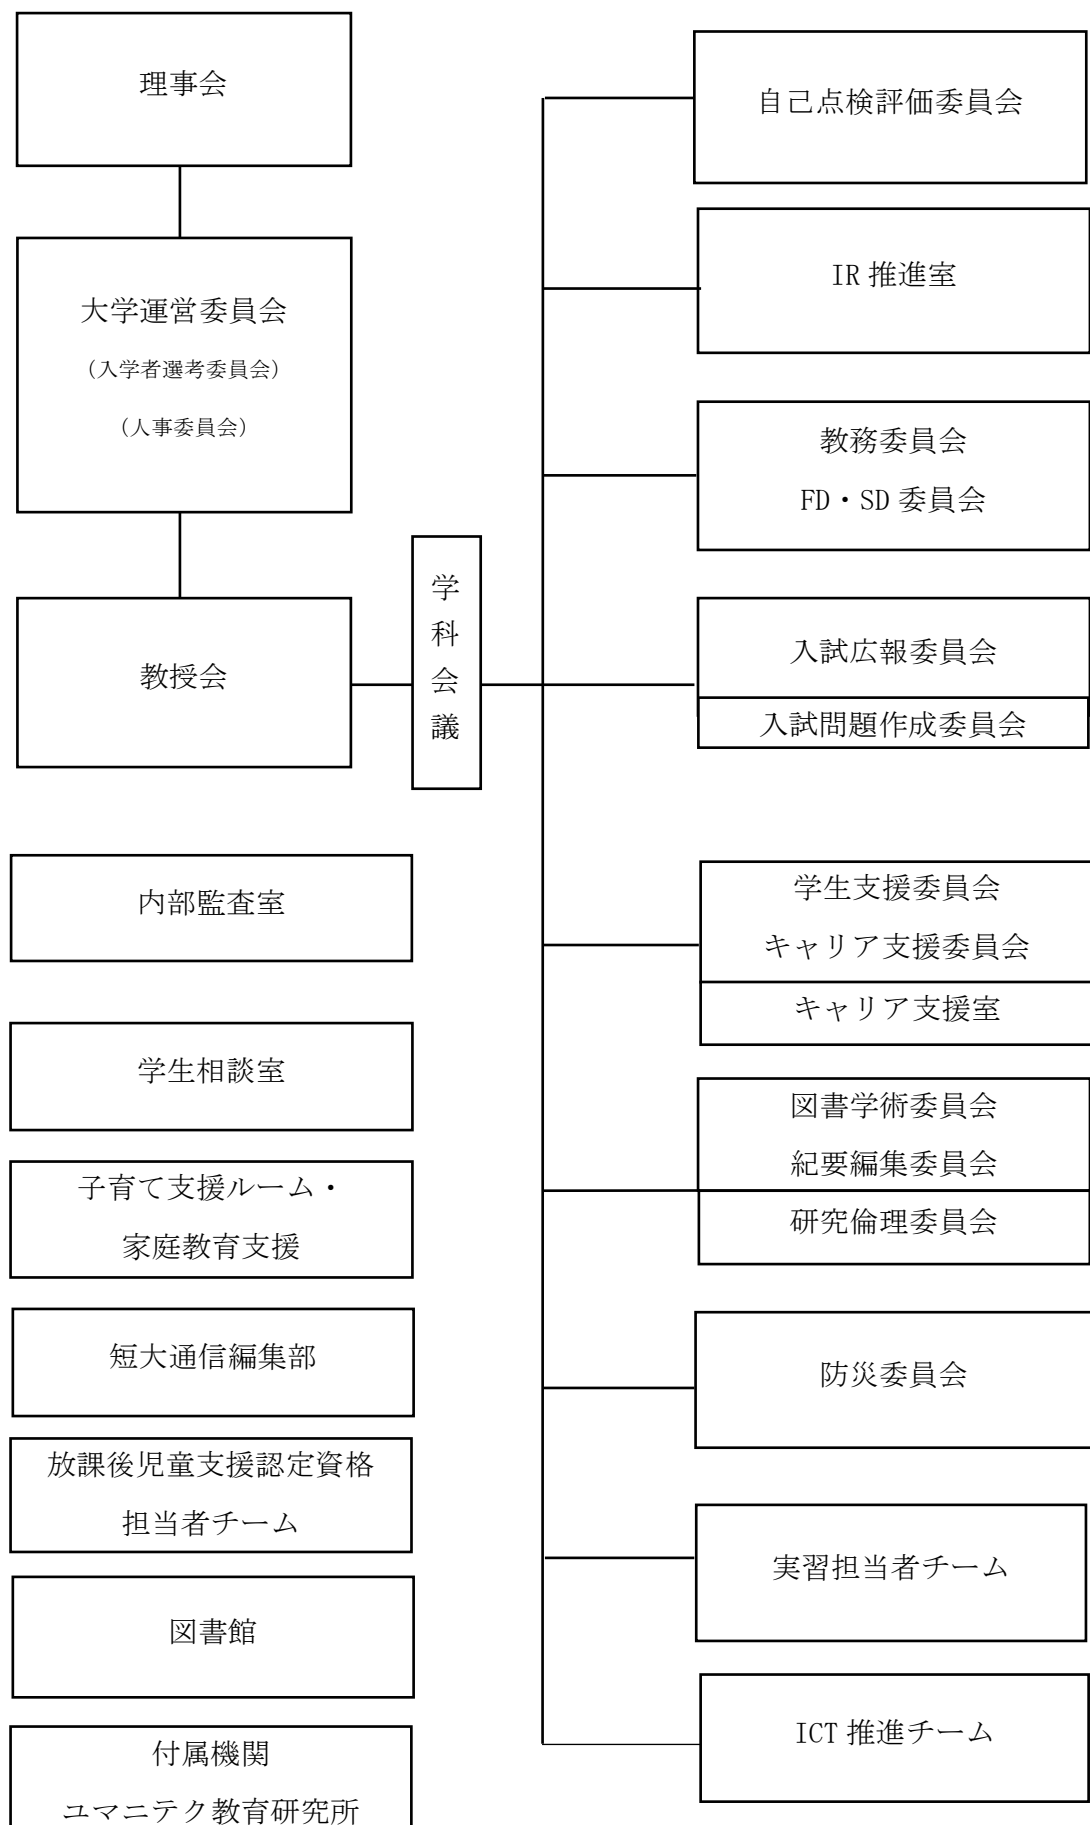 理事会
大学運営委員会
(入学者選考委員会)
(人事委員会)
教授会
学科会議
自己点検評価委員会
IR 推進室
教務委員会
FD・SD 委員会
入試広報委員会
入試問題作成委員会
学生支援委員会
キャリア支援委員会
キャリア支援室
図書学術委員会
紀要編集委員会
研究倫理委員会
防災委員会
実習担当者チーム
ICT 推進チーム
内部監査室
学生相談室
子育て支援ルーム・
家庭教育支援
短大通信編集部
放課後児童支援認定資格
担当者チーム
図書館
付属機関
ユマニテク教育研究所